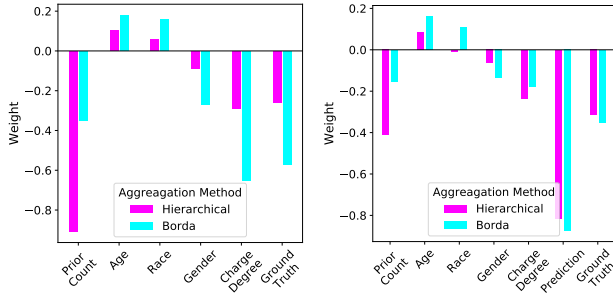 0.2
0.0
−0.2
−0.4
−0.6
−0.8
Weight
Aggreagation Method
Hierarchical
Borda
Prior Count
Age
Race
Gender
Charge Degree
Ground Truth
0.2
0.0
−0.2
−0.4
−0.6
−0.8
Weight
Aggreagation Method
Hierarchical
Borda
Prior Count
Age
Race
Gender
Charge Degree
Prediction
Ground Truth